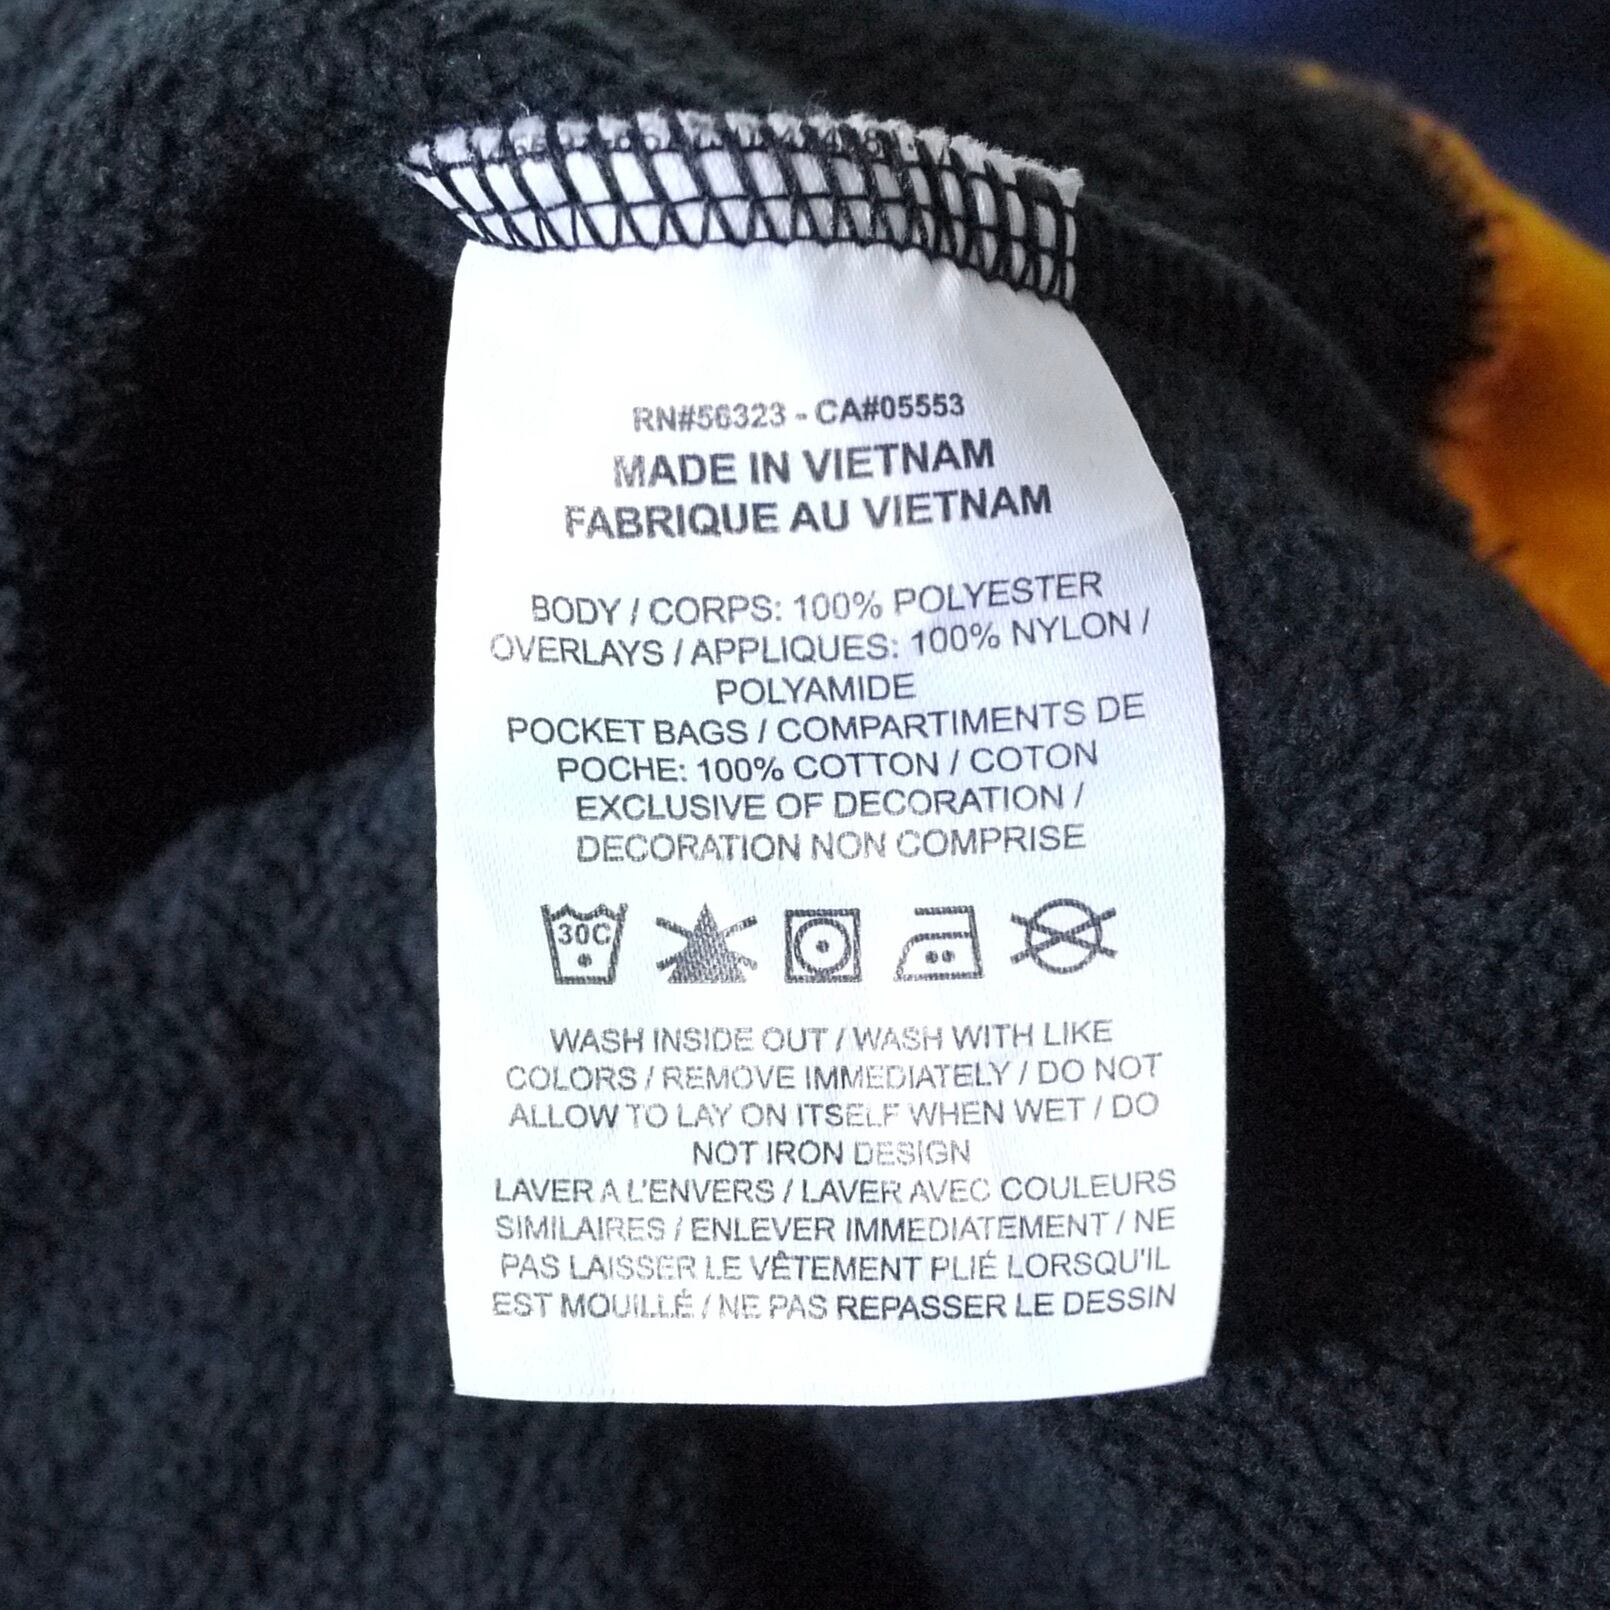 RN#56323 - CA#05553
MADE IN VIETNAM
FABRIQUE AU VIETNAM
BODY / CORPS: 100% POLYESTER
OVERLAYS / APPLIQUES: 100% NYLON /
POLYAMIDE
POCKET BAGS / COMPARTIMENTS DE
POCHE: 100% COTTON / COTON
EXCLUSIVE OF DECORATION /
DECORATION NON COMPRISE
30C
WASH INSIDE OUT / WASH WITH LIKE
COLORS / REMOVE IMMEDIATELY / DO NOT
ALLOW TO LAY ON ITSELF WHEN WET / DO
NOT IRON DESIGN
LAVER A L'ENVERS / LAVER AVEC COULEURS
SIMILAIRES / ENLEVER IMMEDIATEMENT / NE
PAS LAISSER LE VÊTEMENT PLIÉ LORSQU'IL
EST MOUILLÉ / NE PAS REPASSER LE DESSIN